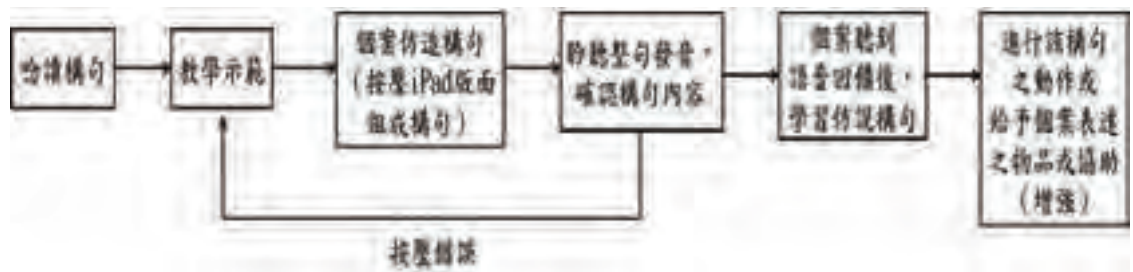 唸讀構句
教學示範
個案仿造構句
(按壓iPad版面
組成構句)
聆聽整句發音,
確認構句內容
個案聽到
語音回饋後,
學習仿說構句
進行該構句
之動作或
給予個案表達
之物品或協助
(增強)
按壓錯誤